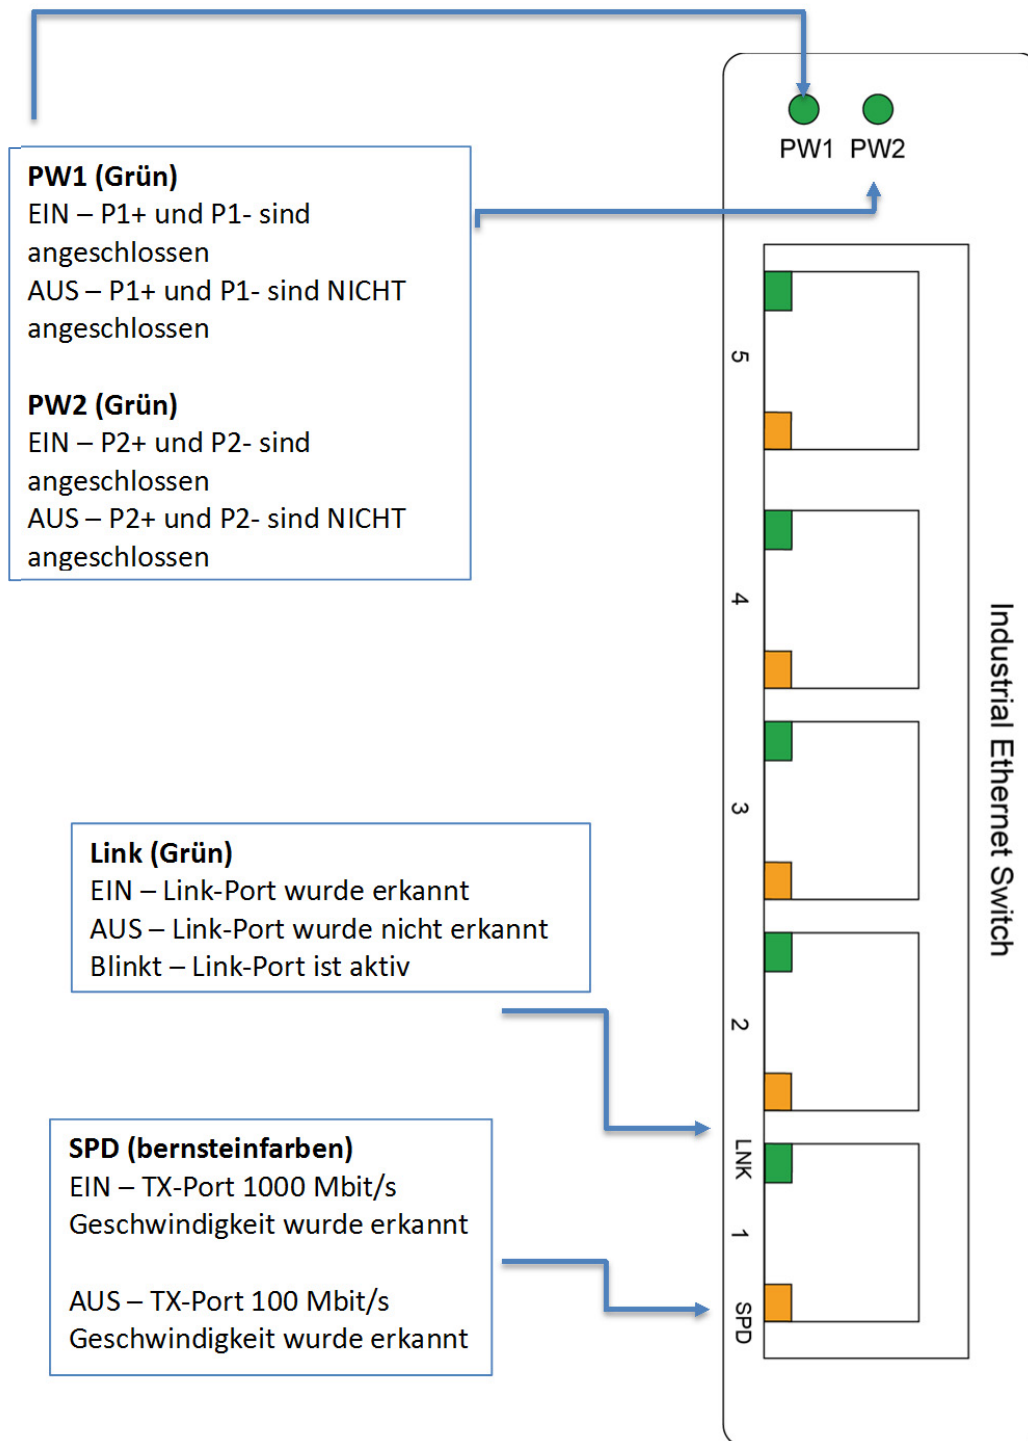 PW1 PW2
PW1 (Grün)
EIN – P1+ und P1- sind
angeschlossen
AUS – P1+ und P1- sind NICHT
angeschlossen
PW2 (Grün)
EIN – P2+ und P2- sind
angeschlossen
AUS – P2+ und P2- sind NICHT
angeschlossen
5
4
3
2
LNK
1
SPD
Industrial Ethernet Switch
Link (Grün)
EIN – Link-Port wurde erkannt
AUS – Link-Port wurde nicht erkannt
Blinkt – Link-Port ist aktiv
SPD (bernsteinfarben)
EIN – TX-Port 1000 Mbit/s
Geschwindigkeit wurde erkannt
AUS – TX-Port 100 Mbit/s
Geschwindigkeit wurde erkannt